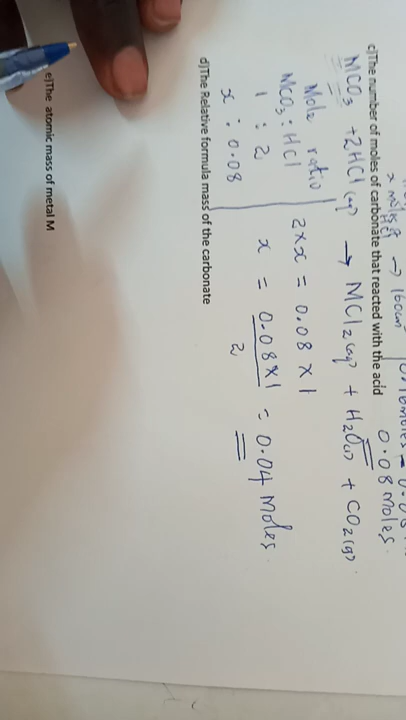 → 160cm
0.08 moles.
c)The number of moles of carbonate that reacted with the acid
MCO3 + 2HCl (aq) → MCl2 (aq) + H2O(l) + CO2 (g).
Mole ratio
MCO3 : HCl
1 : 2
x : 0.08
2 × x = 0.08 × 1
x = 0.08×1 / 2 = 0.04 Moles.
d)The Relative formula mass of the carbonate
e)The atomic mass of metal M